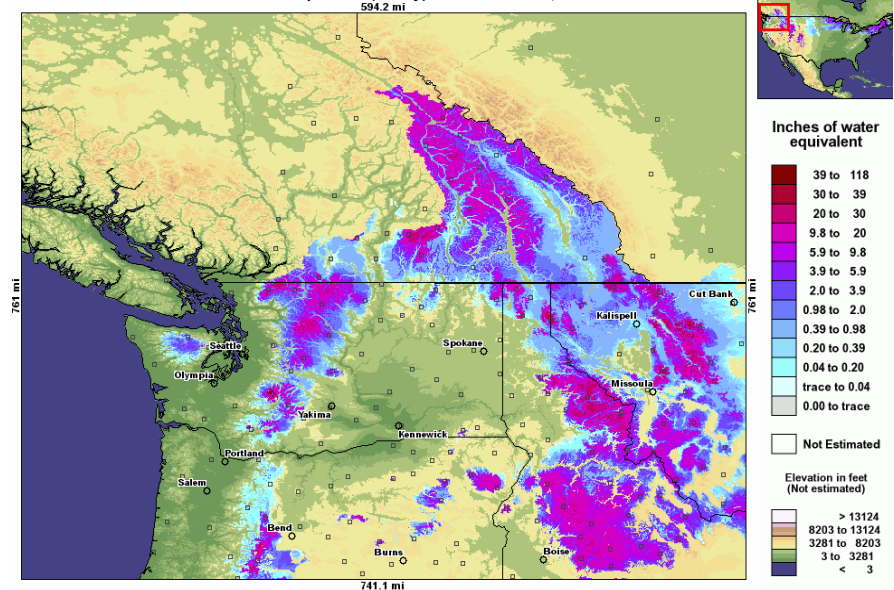 594.2 mi
761 mi
761 mi
Cut Bank
Kalispell
Spokane
Seattle
Olympia
Missoula
Yakima
Kennewick
Portland
Salem
Bend
Burns
Boise
741.1 mi
Inches of water
equivalent
39 to 118
30 to 39
20 to 30
9.8 to 20
5.9 to 9.8
3.9 to 5.9
2.0 to 3.9
0.98 to 2.0
0.39 to 0.98
0.20 to 0.39
0.04 to 0.20
trace to 0.04
0.00 to trace
Not Estimated
Elevation in feet
(Not estimated)
> 13124
8203 to 13124
3281 to 8203
3 to 3281
< 3